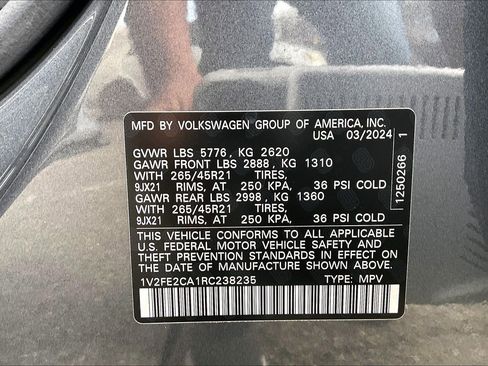 MFD BY VOLKSWAGEN GROUP OF AMERICA, INC.
USA 03/2024
GVWR LBS 5776, KG 2620
GAWR FRONT LBS 2888, KG 1310
WITH 265/45R21 TIRES,
9JX21 RIMS, AT 250 KPA, 36 PSI COLD
GAWR REAR LBS 2998, KG 1360
WITH 265/45R21 TIRES,
9JX21 RIMS, AT 250 KPA, 36 PSI COLD
THIS VEHICLE CONFORMS TO ALL APPLICABLE
U.S. FEDERAL MOTOR VEHICLE SAFETY AND
THEFT PREVENTION STANDARDS IN EFFECT ON
THE DATE OF MANUFACTURE SHOWN ABOVE.
1V2FE2CA1RC238235 TYPE: MPV
1250266 1